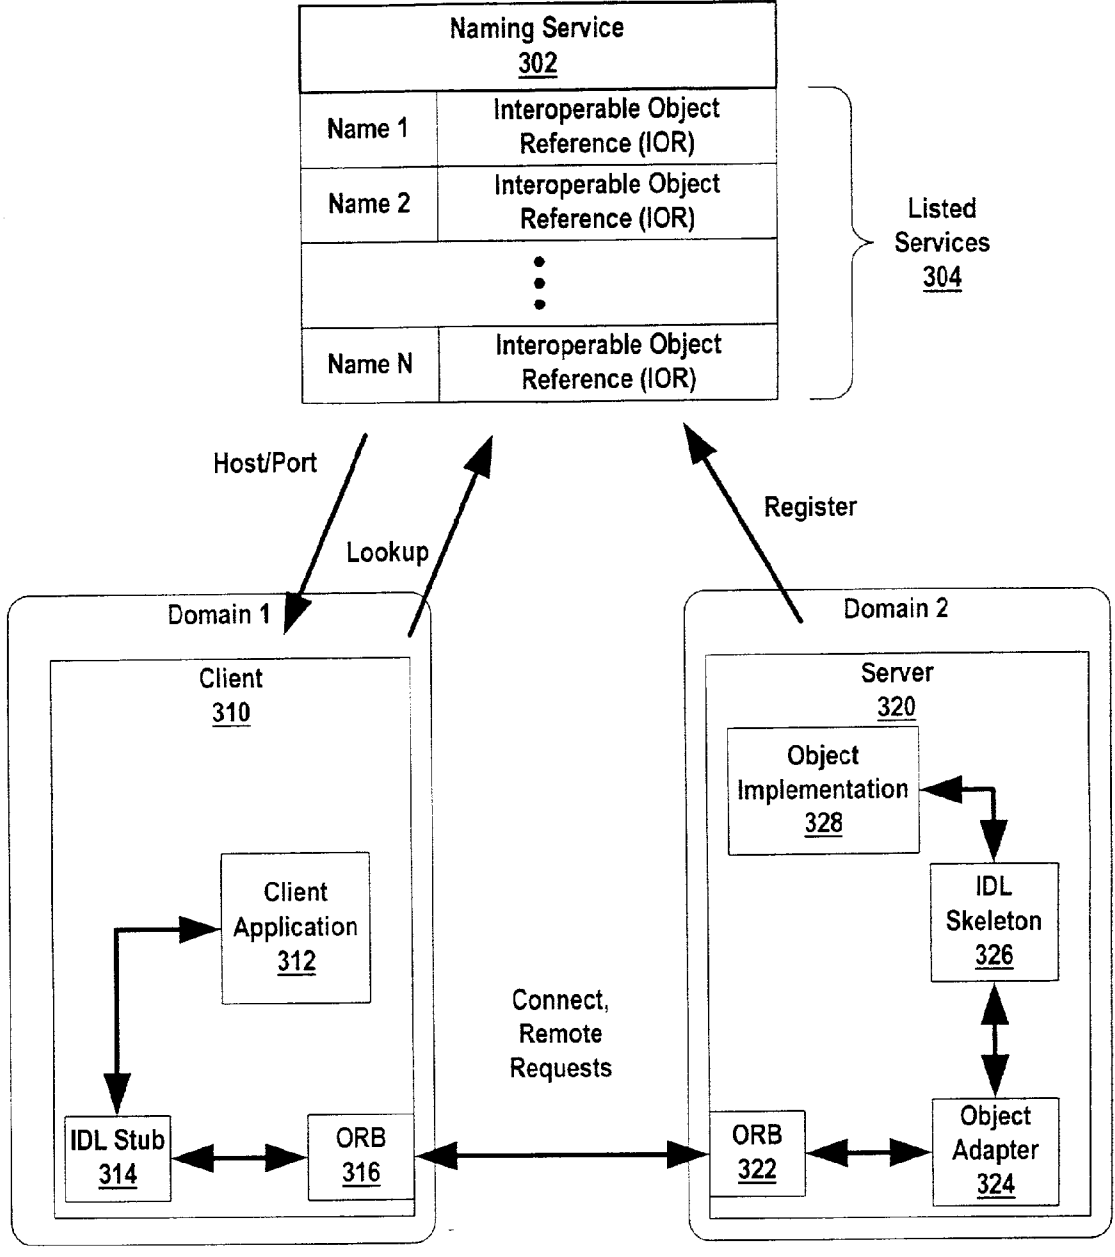 Naming Service
302
Name 1
Interoperable Object
Reference (IOR)
Name 2
Interoperable Object
Reference (IOR)
Name N
Interoperable Object
Reference (IOR)
Listed
Services
304
Host/Port
Lookup
Register
Domain 1
Client
310
Client
Application
312
IDL Stub
314
ORB
316
Connect,
Remote
Requests
Domain 2
Server
320
Object
Implementation
328
IDL
Skeleton
326
ORB
322
Object
Adapter
324